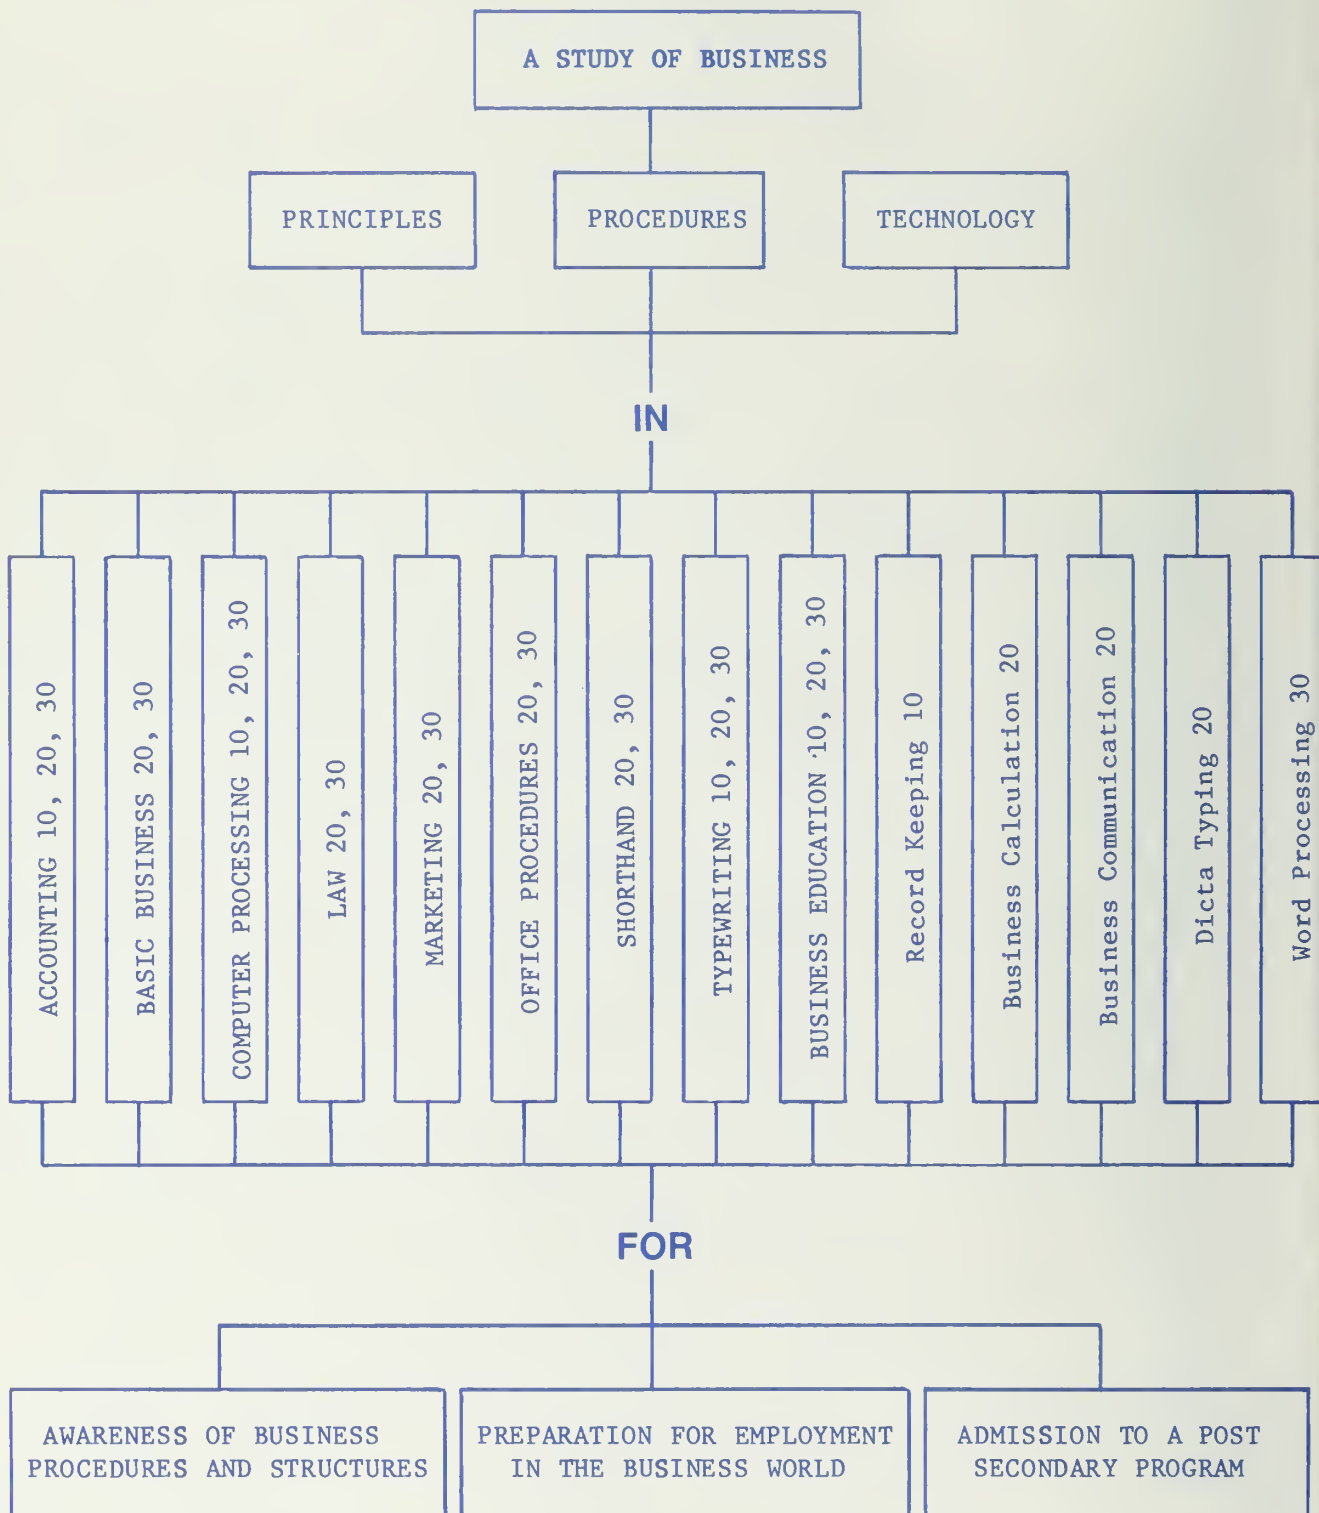 A STUDY OF BUSINESS
PRINCIPLES
PROCEDURES
TECHNOLOGY
IN
ACCOUNTING 10, 20, 30
BASIC BUSINESS 20, 30
COMPUTER PROCESSING 10, 20, 30
LAW 20, 30
MARKETING 20, 30
OFFICE PROCEDURES 20, 30
SHORTHAND 20, 30
TYPEWRITING 10, 20, 30
BUSINESS EDUCATION 10, 20, 30
Record Keeping 10
Business Calculation 20
Business Communication 20
Dicta Typing 20
Word Processing 30
FOR
AWARENESS OF BUSINESS
PROCEDURES AND STRUCTURES
PREPARATION FOR EMPLOYMENT
IN THE BUSINESS WORLD
ADMISSION TO A POST
SECONDARY PROGRAM